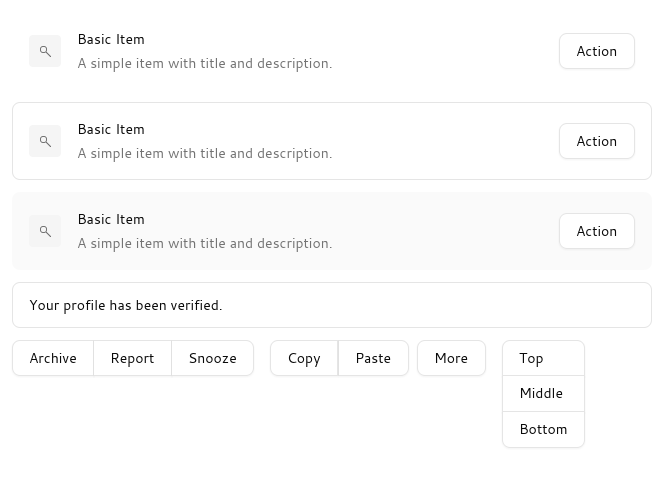 Basic Item
A simple item with title and description.
Action
Basic Item
A simple item with title and description.
Action
Basic Item
A simple item with title and description.
Action
Your profile has been verified.
Archive Report Snooze Copy Paste More Top
Middle
Bottom